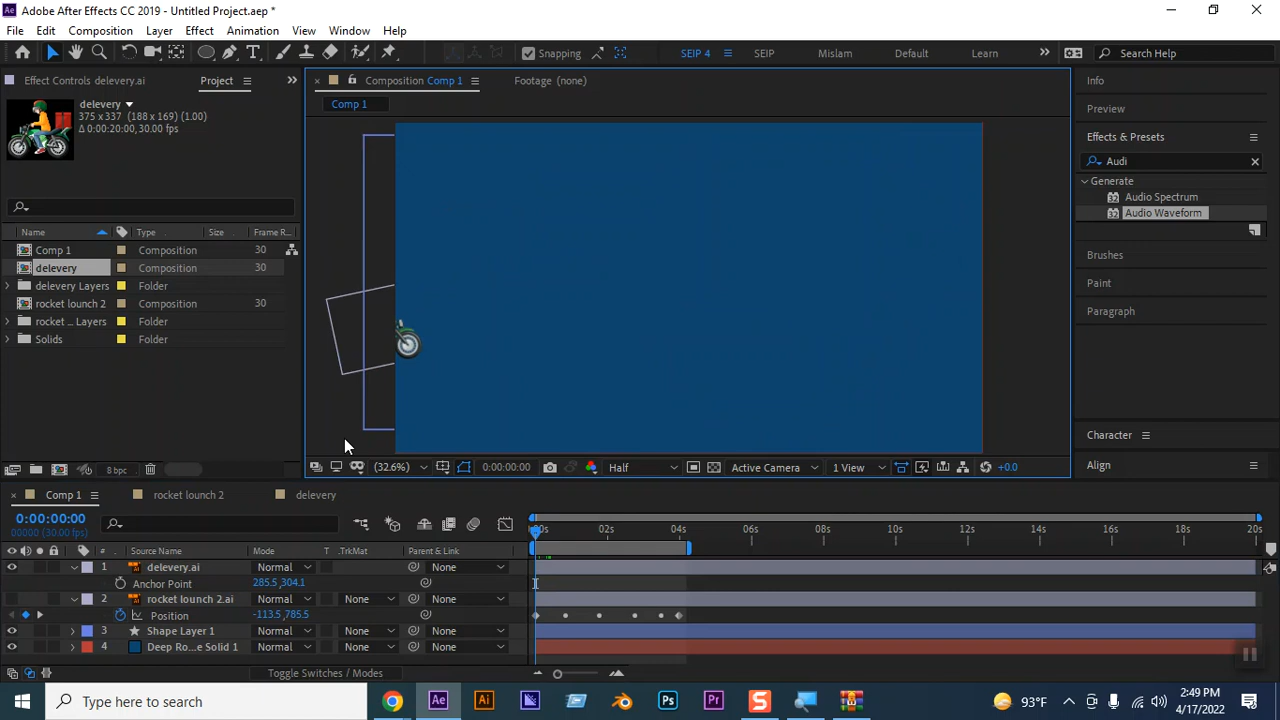 Adobe After Effects CC 2019 - Untitled Project.aep *
File Edit Composition Layer Effect Animation View Window Help
Snapping SEIP 4 SEIP Mislam Default Learn Search Help
Effect Controls delevery.ai Project Composition Comp 1 Footage (none) Info
Comp 1
delevery
375 x 337 (188 x 169) (1.00)
Δ 0:00:20:00, 30.00 fps
Preview
Effects & Presets
Audi
Generate
Audio Spectrum
Audio Waveform
Brushes
Paint
Paragraph
Character
Align
Name Type Size Frame R..
Comp 1 Composition 30
delevery Composition 30
delevery Layers Folder
rocket lounch 2 Composition 30
rocket ... Layers Folder
Solids Folder
8 bpc
(32.6%) 0:00:00:00 Half Active Camera 1 View +0.0
Comp 1 rocket lounch 2 delevery
0:00:00:00
00000 (30.00 fps)
02s 04s 06s 08s 10s 12s 14s 16s 18s 20s
# Source Name Mode T .TrkMat Parent & Link
1 delevery.ai Normal None
Anchor Point 285.5,304.1
2 rocket lounch 2.ai Normal None None
Position -113.5,785.5
3 Shape Layer 1 Normal None None
4 Deep Ro...e Solid 1 Normal None None
Toggle Switches / Modes
Type here to search
Ae Ai Ps Pr S
93°F
2:49 PM
4/17/2022